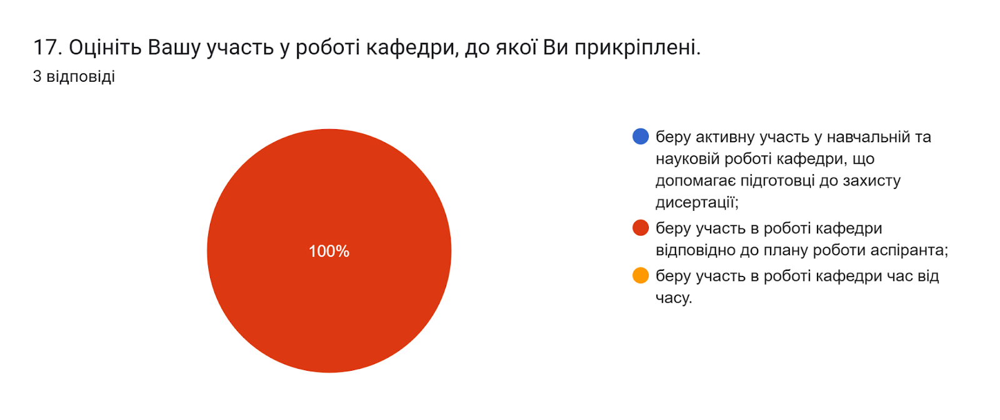 17. Оцініть Вашу участь у роботі кафедри, до якої Ви прикріплені.
3 відповіді
100%
беру активну участь у навчальній та
науковій роботі кафедри, що
допомагає підготовці до захисту
дисертації;
беру участь в роботі кафедри
відповідно до плану роботи аспіранта;
беру участь в роботі кафедри час від
часу.